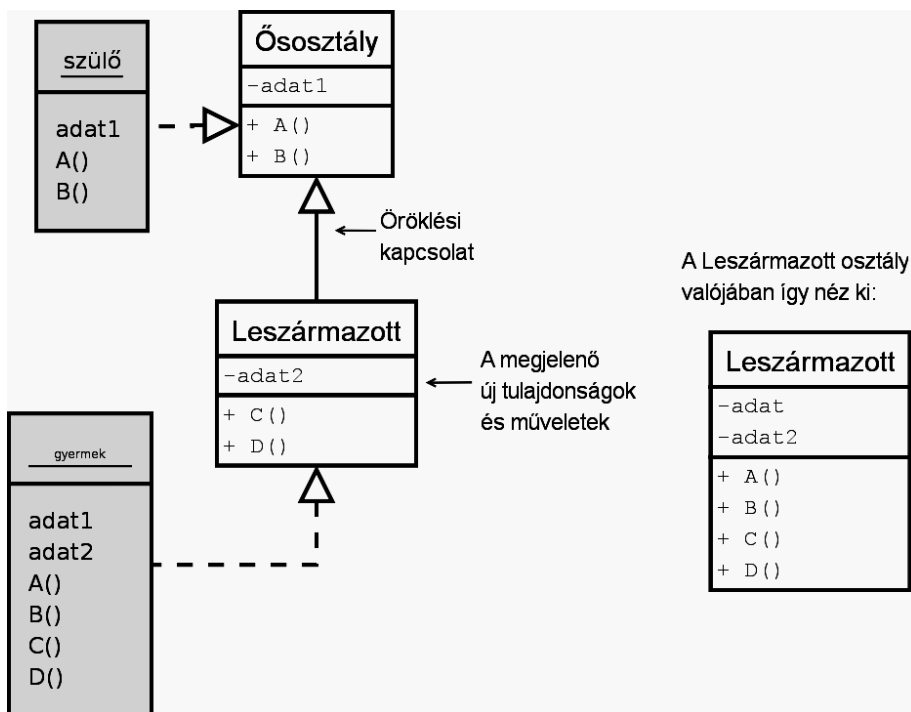 szülő
adat1
A()
B()
Ősosztály
-adat1
+ A()
+ B()
Öröklési
kapcsolat
Leszármazott
-adat2
+ C()
+ D()
A megjelenő
új tulajdonságok
és műveletek
gyermek
adat1
adat2
A()
B()
C()
D()
A Leszármazott osztály
valójában így néz ki:
Leszármazott
-adat
-adat2
+ A()
+ B()
+ C()
+ D()